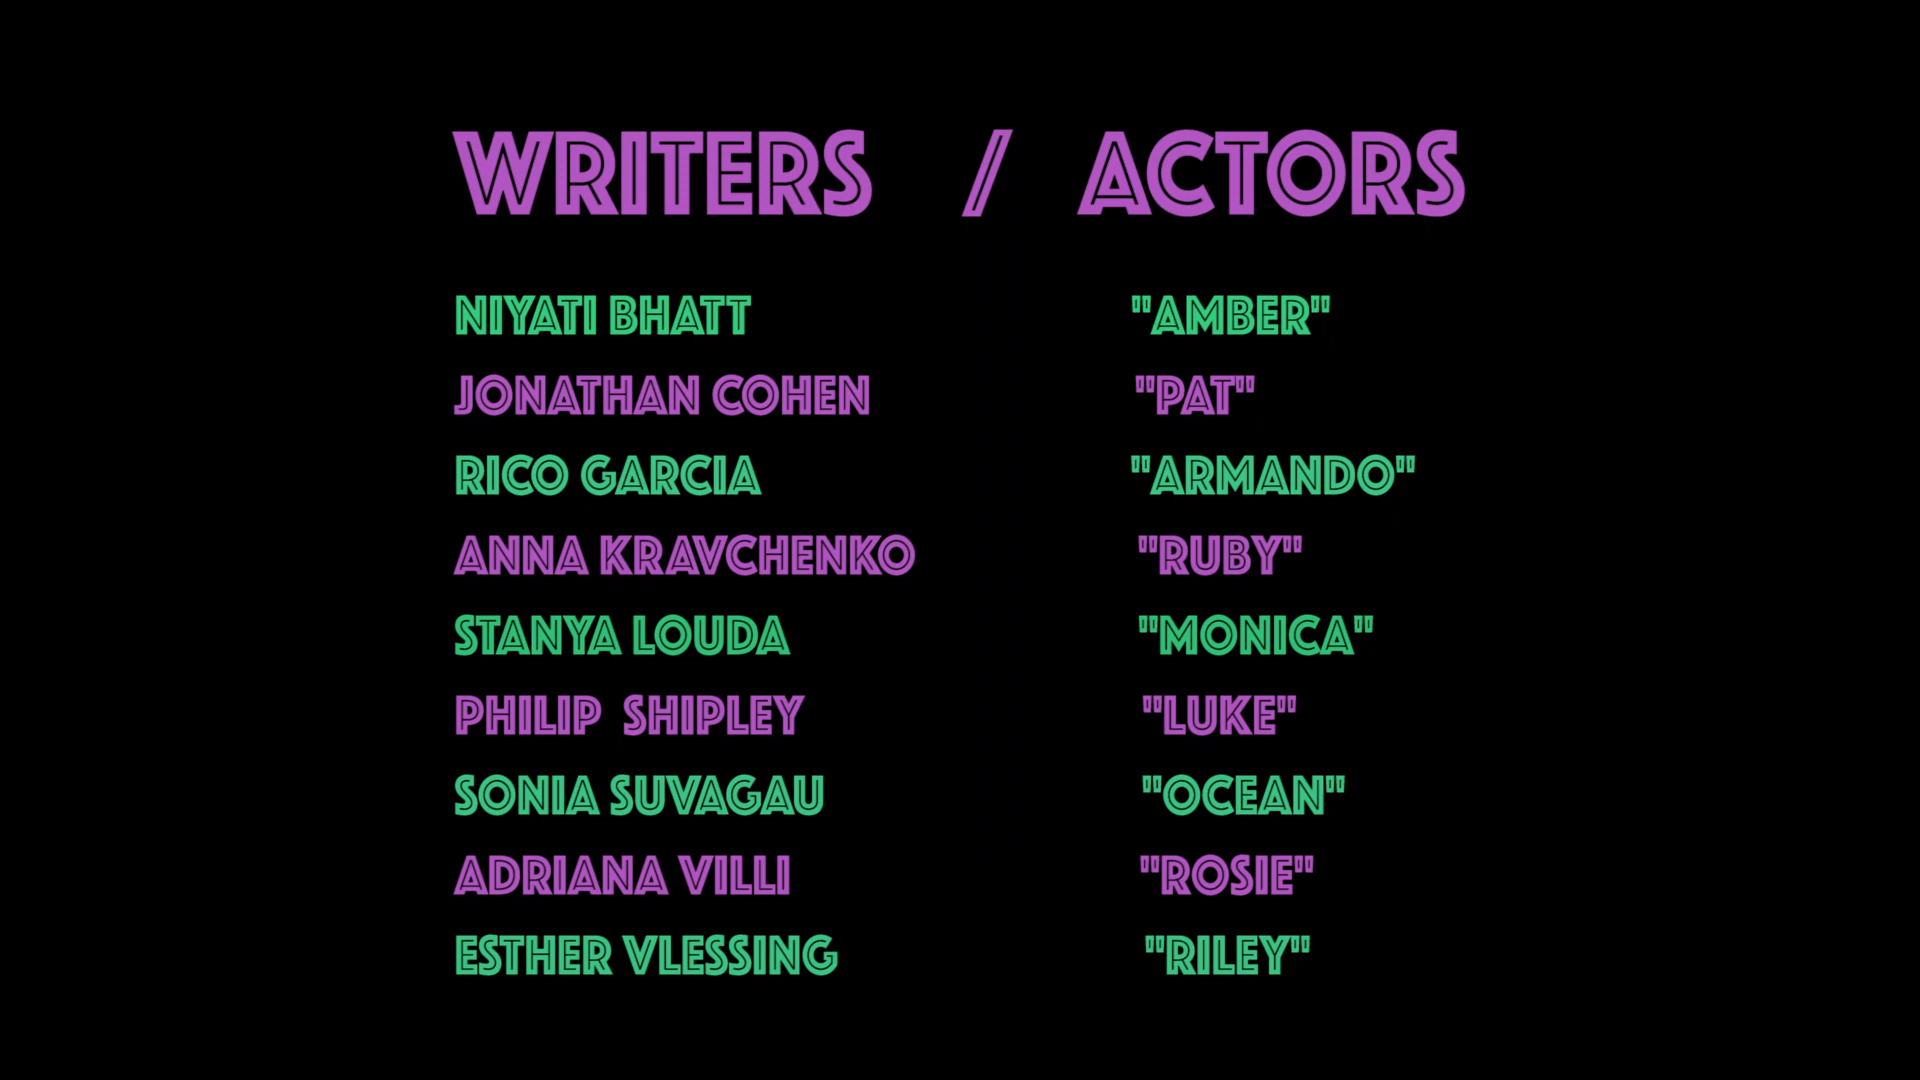 WRITERS / ACTORS
NIYATI BHATT "AMBER"
JONATHAN COHEN "PAT"
RICO GARCIA "ARMANDO"
ANNA KRAVCHENKO "RUBY"
STANYA LOUDA "MONICA"
PHILIP SHIPLEY "LUKE"
SONIA SUVAGAU "OCEAN"
ADRIANA VILLI "ROSIE"
ESTHER VLESSING "RILEY"